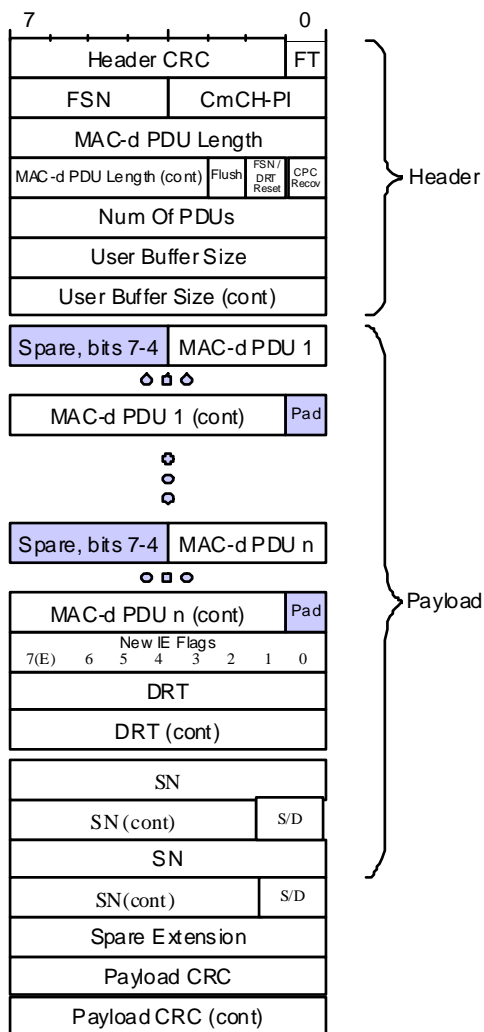 7 0
Header CRC FT
FSN CmCH-PI
MAC-d PDU Length
MAC-d PDU Length (cont) Flush FSN / DRT Reset CPC Recov
Header
Num Of PDUs
User Buffer Size
User Buffer Size (cont)
Spare, bits 7-4 MAC-d PDU 1
MAC-d PDU 1 (cont) Pad
Spare, bits 7-4 MAC-d PDU n
MAC-d PDU n (cont) Pad
Payload
New IE Flags
7(E) 6 5 4 3 2 1 0
DRT
DRT (cont)
SN
SN (cont) S/D
SN
SN(cont) S/D
Spare Extension
Payload CRC
Payload CRC (cont)